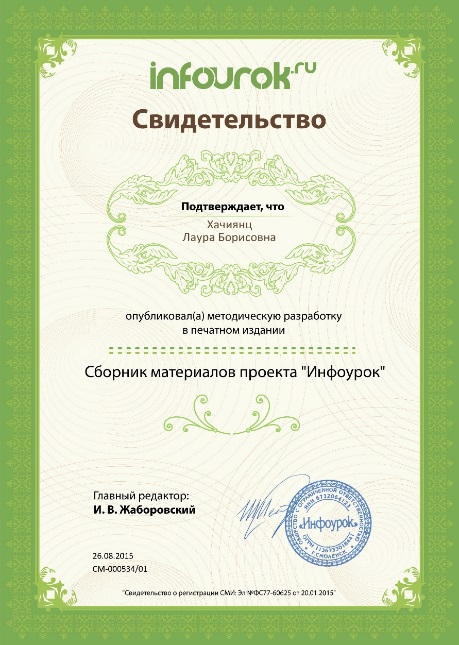 infourok.ru
Свидетельство
Подтверждает, что
Хачиянц
Лаура Борисовна
опубликовал(а) методическую разработку
в печатном издании
Сборник материалов проекта "Инфоурок"
Главный редактор:
И. В. Жаборовский
«Инфоурок»
г.СМОЛЕНСК
26.08.2015
СМ-000534/01
"Свидетельство о регистрации СМИ: Эл №ФС77-60625 от 20.01.2015"